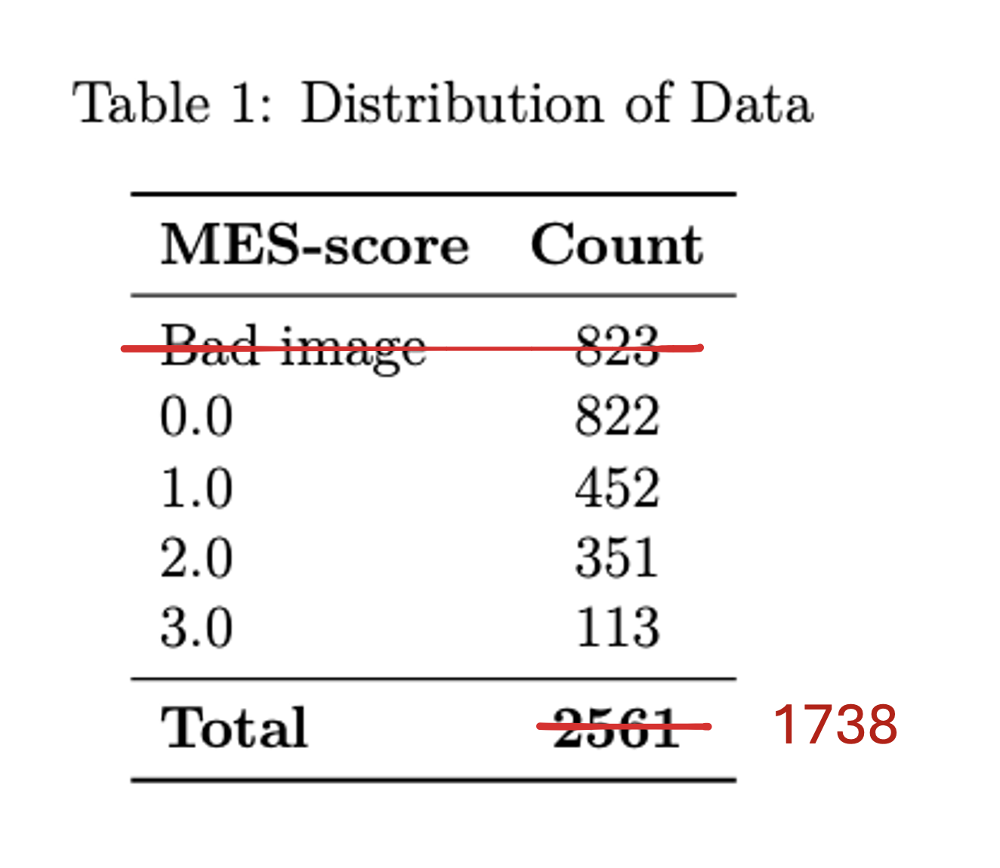 Table 1: Distribution of Data
MES-score Count
Bad image 823
0.0 822
1.0 452
2.0 351
3.0 113
Total 2561 1738